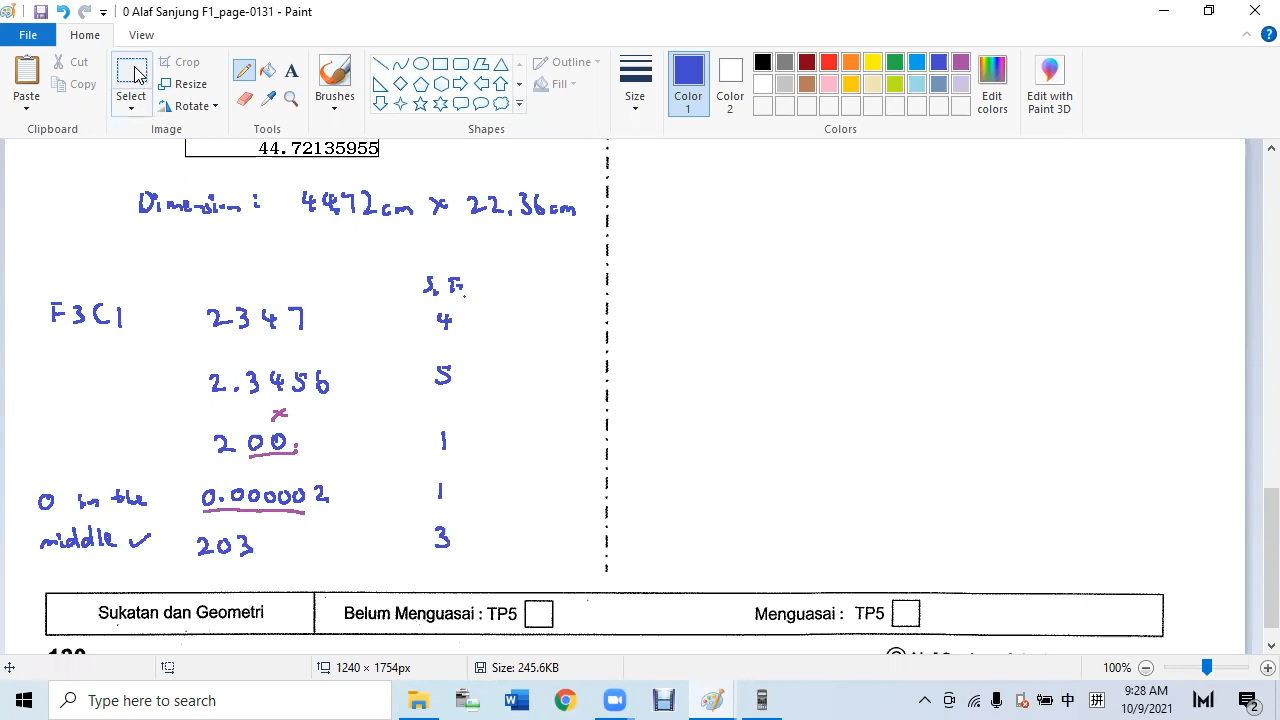 0 Alaf Sanjung F1_page-0131 - Paint
File Home View
Paste Cut Copy
Clipboard
Select Crop Resize Rotate
Image
Tools
Brushes
Outline Fill
Shapes
Size
Color 1
Color 2
Edit colors
Colors
Edit with Paint 3D
44.72135955
Dimension : 44.72cm × 22.36cm
S.F.
F3C1 2347 4
2.3456 5
×
200. 1
0 in the 0.000002 1
middle ✓ 203 3
Sukatan dan Geometri Belum Menguasai : TP5 Menguasai : TP5
1240 × 1754px Size: 245.6KB 100%
Type here to search
中 拼 9:28 AM
10/9/2021 2